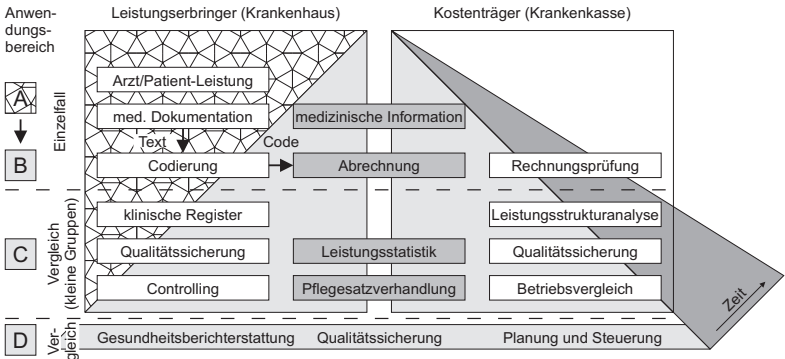 Anwen-
dungs-
bereich
Leistungserbringer (Krankenhaus)
Kostenträger (Krankenkasse)
A
Einzelfall
Arzt/Patient-Leistung
med. Dokumentation
medizinische Information
Text
Code
B
Codierung
Abrechnung
Rechnungsprüfung
C
Vergleich
(kleine Gruppen)
klinische Register
Leistungsstrukturanalyse
Qualitätssicherung
Leistungsstatistik
Qualitätssicherung
Controlling
Pflegesatzverhandlung
Betriebsvergleich
Zeit
D
Ver-
gleich
Gesundheitsberichterstattung
Qualitätssicherung
Planung und Steuerung